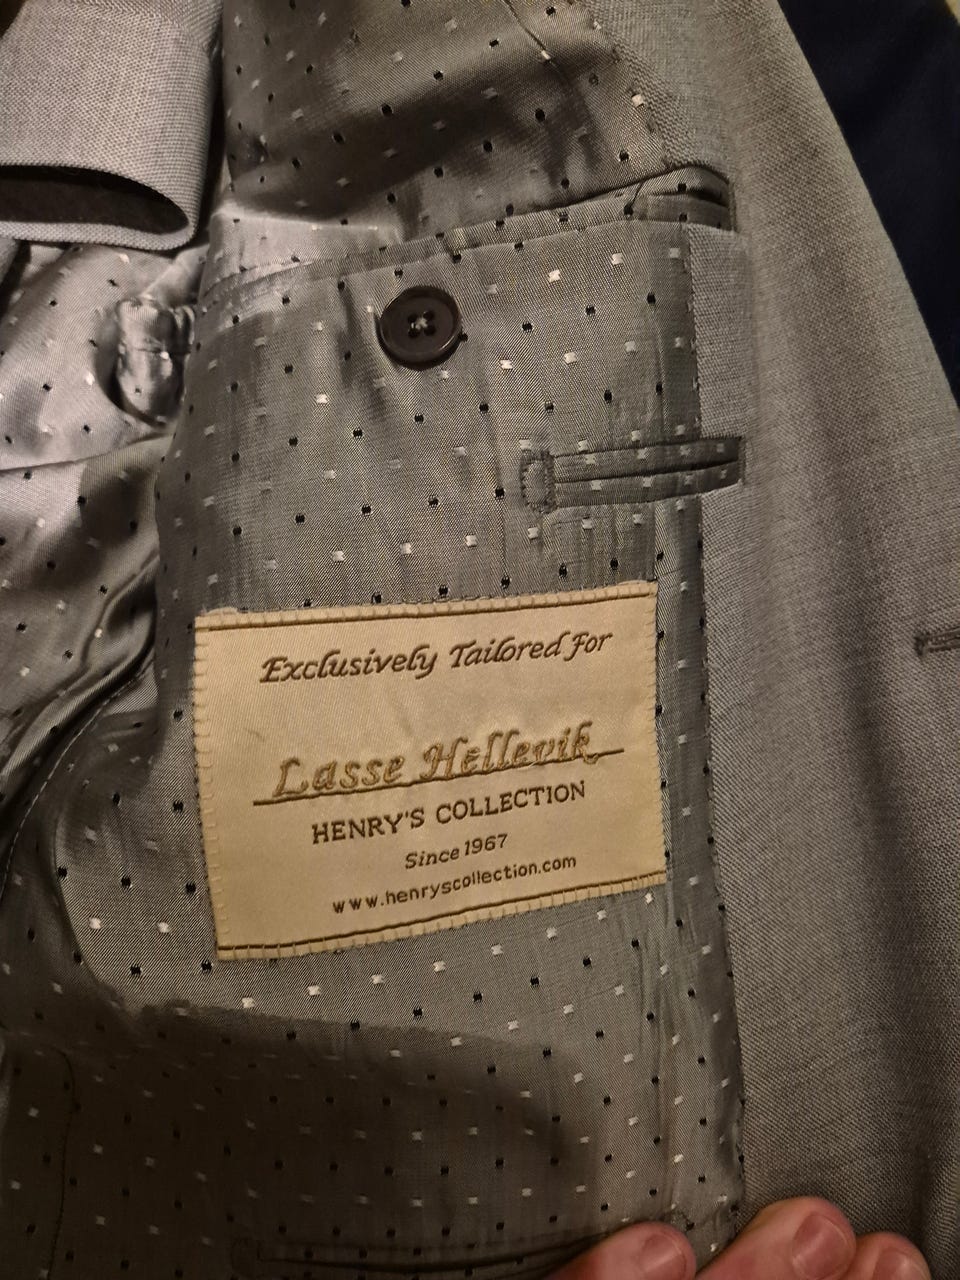 Exclusively Tailored For
Lasse Hellevik
HENRY'S COLLECTION
Since 1967
www.henryscollection.com